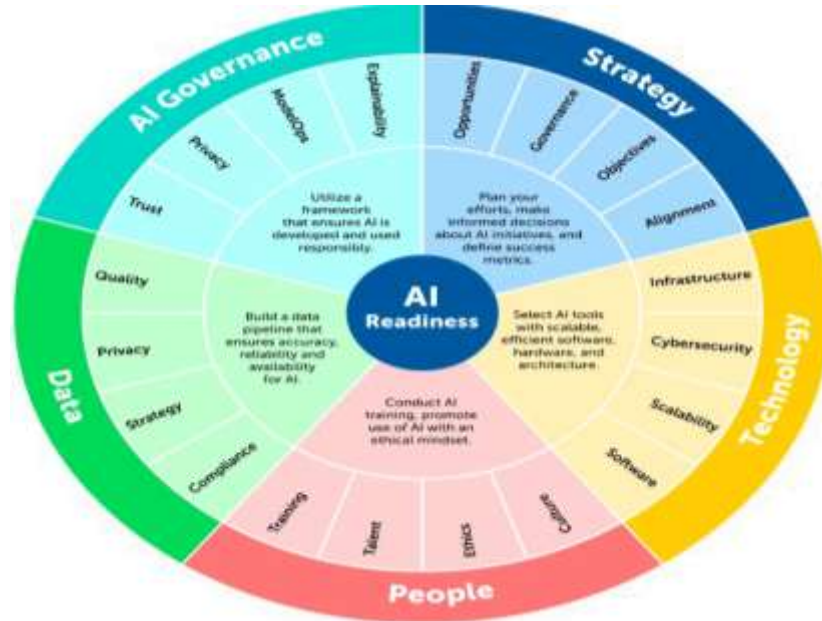 AI Governance
Strategy
Technology
People
Data
Explainability
ModelOps
Privacy
Trust
Opportunities
Governance
Objectives
Alignment
Infrastructure
Cybersecurity
Scalability
Software
Culture
Ethics
Talent
Training
Compliance
Strategy
Privacy
Quality
Utilize a
framework
that ensures AI is
developed and used
responsibly.
Plan your
efforts, make
informed decisions
about AI initiatives, and
define success
metrics.
Select AI tools
with scalable,
efficient software,
hardware, and
architecture.
Conduct AI
training, promote
use of AI with an
ethical mindset.
Build a data
pipeline that
ensures accuracy,
reliability and
availability
for AI.
AI
Readiness